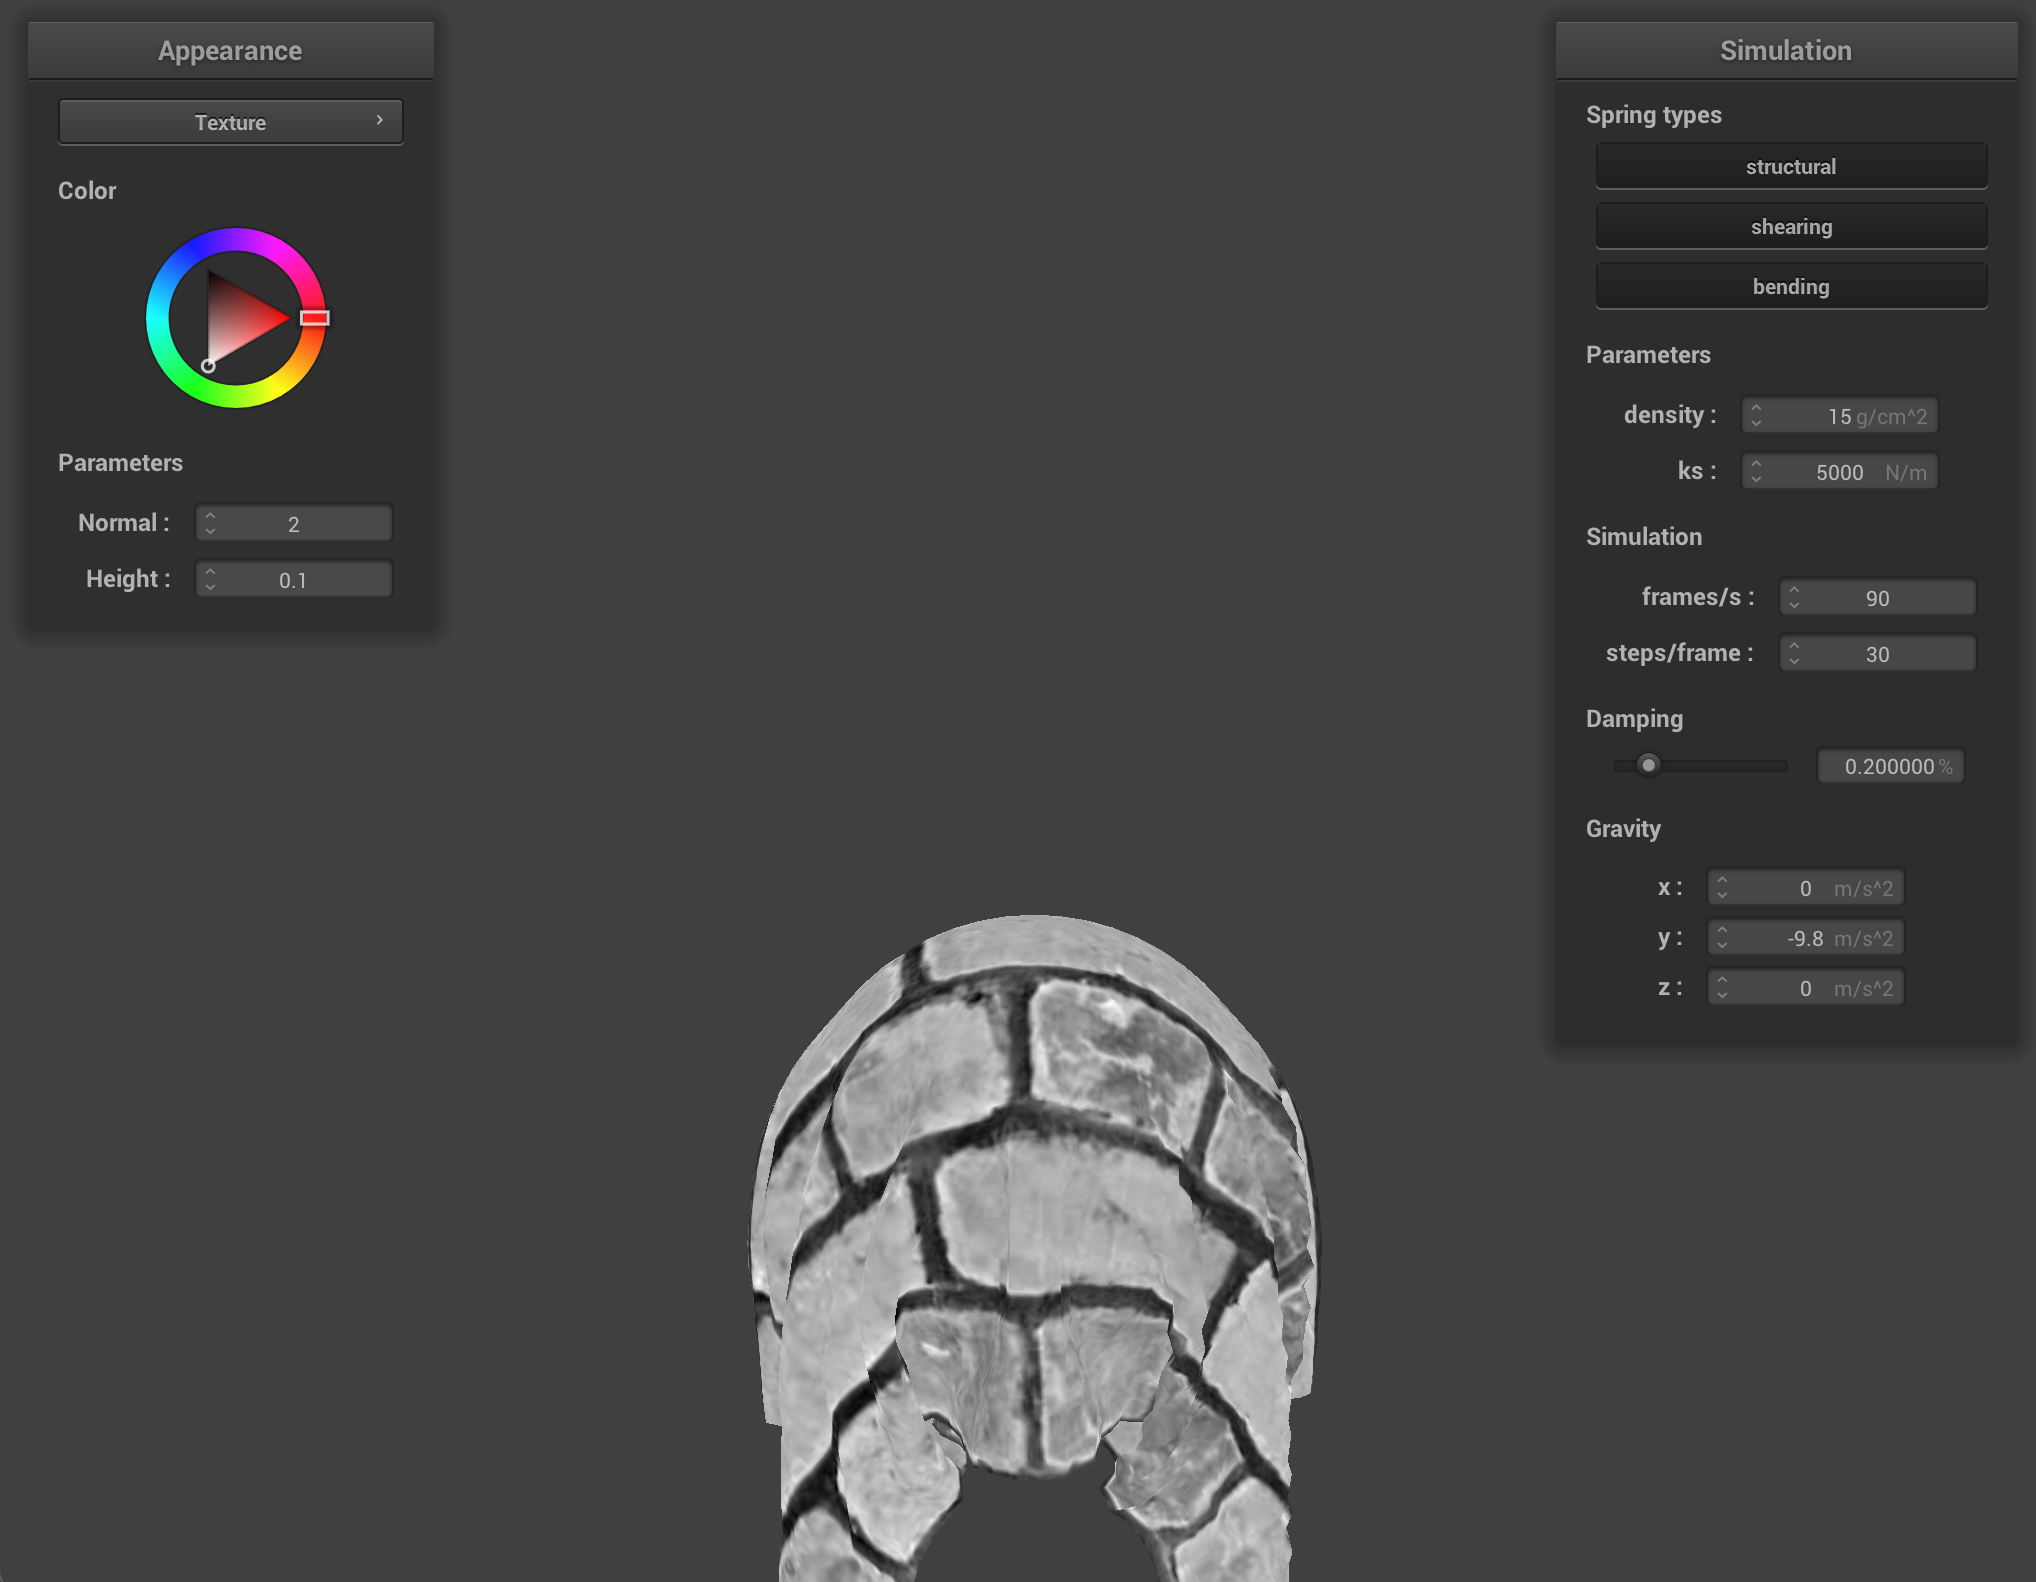 Appearance
Texture
Color
Parameters
Normal : 2
Height : 0.1
Simulation
Spring types
structural
shearing
bending
Parameters
density : 15 g/cm^2
ks : 5000 N/m
Simulation
frames/s : 90
steps/frame : 30
Damping
0.200000 %
Gravity
x : 0 m/s^2
y : -9.8 m/s^2
z : 0 m/s^2